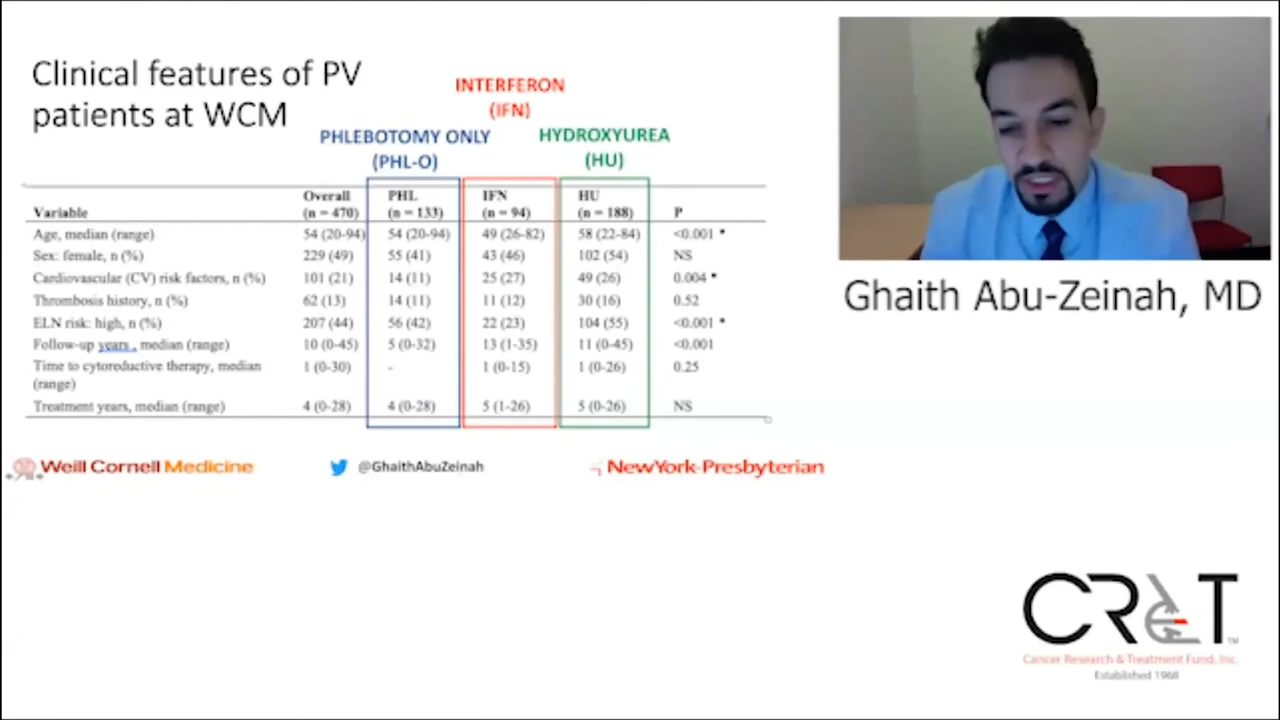 Clinical features of PV
patients at WCM
INTERFERON
(IFN)
PHLEBOTOMY ONLY
(PHL-O)
HYDROXYUREA
(HU)
Overall PHL IFN HU
Variable (n = 470) (n = 133) (n = 94) (n = 188) P
Age, median (range) 54 (20-94) 54 (20-94) 49 (26-82) 58 (22-84) <0.001 *
Sex: female, n (%) 229 (49) 55 (41) 43 (46) 102 (54) NS
Cardiovascular (CV) risk factors, n (%) 101 (21) 14 (11) 25 (27) 49 (26) 0.004 *
Thrombosis history, n (%) 62 (13) 14 (11) 11 (12) 30 (16) 0.52
ELN risk: high, n (%) 207 (44) 56 (42) 22 (23) 104 (55) <0.001 *
Follow-up years , median (range) 10 (0-45) 5 (0-32) 13 (1-35) 11 (0-45) <0.001
Time to cytoreductive therapy, median 1 (0-30) - 1 (0-15) 1 (0-26) 0.25
(range)
Treatment years, median (range) 4 (0-28) 4 (0-28) 5 (1-26) 5 (0-26) NS
Weill Cornell Medicine
@GhaithAbuZeinah
NewYork-Presbyterian
Ghaith Abu-Zeinah, MD
CR&T TM
Cancer Research & Treatment Fund, Inc.
Established 1968